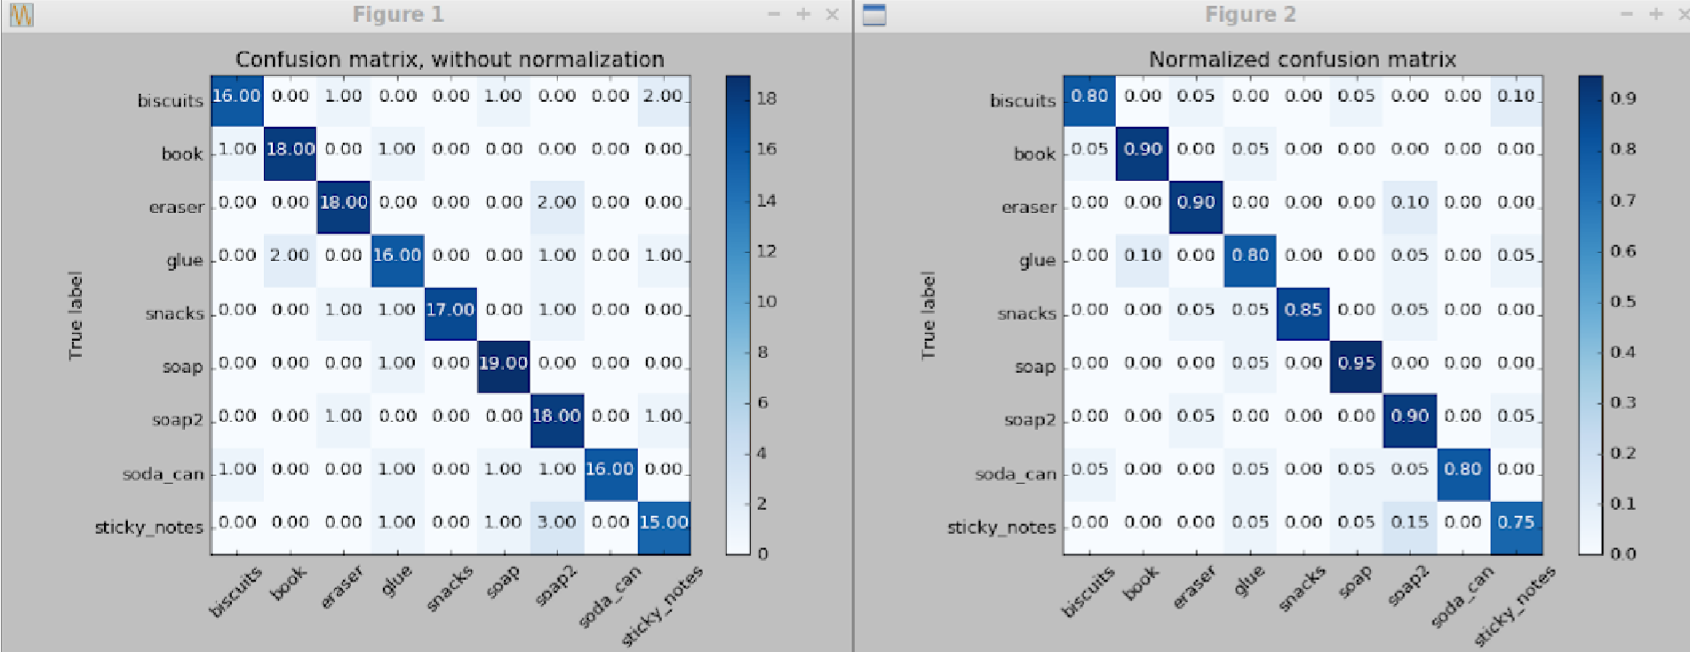 Figure 1
Confusion matrix, without normalization
True label
biscuits 16.00 0.00 1.00 0.00 0.00 1.00 0.00 0.00 2.00
book 1.00 18.00 0.00 1.00 0.00 0.00 0.00 0.00 0.00
eraser 0.00 0.00 18.00 0.00 0.00 0.00 2.00 0.00 0.00
glue 0.00 2.00 0.00 16.00 0.00 0.00 1.00 0.00 1.00
snacks 0.00 0.00 1.00 1.00 17.00 0.00 1.00 0.00 0.00
soap 0.00 0.00 0.00 1.00 0.00 19.00 0.00 0.00 0.00
soap2 0.00 0.00 1.00 0.00 0.00 0.00 18.00 0.00 1.00
soda_can 1.00 0.00 0.00 1.00 0.00 1.00 1.00 16.00 0.00
sticky_notes 0.00 0.00 0.00 1.00 0.00 1.00 3.00 0.00 15.00
biscuits book eraser glue snacks soap soap2 soda_can sticky_notes
18
16
14
12
10
8
6
4
2
0
Figure 2
Normalized confusion matrix
True label
biscuits 0.80 0.00 0.05 0.00 0.00 0.05 0.00 0.00 0.10
book 0.05 0.90 0.00 0.05 0.00 0.00 0.00 0.00 0.00
eraser 0.00 0.00 0.90 0.00 0.00 0.00 0.10 0.00 0.00
glue 0.00 0.10 0.00 0.80 0.00 0.00 0.05 0.00 0.05
snacks 0.00 0.00 0.05 0.05 0.85 0.00 0.05 0.00 0.00
soap 0.00 0.00 0.00 0.05 0.00 0.95 0.00 0.00 0.00
soap2 0.00 0.00 0.05 0.00 0.00 0.00 0.90 0.00 0.05
soda_can 0.05 0.00 0.00 0.05 0.00 0.05 0.05 0.80 0.00
sticky_notes 0.00 0.00 0.00 0.05 0.00 0.05 0.15 0.00 0.75
biscuits book eraser glue snacks soap soap2 soda_can sticky_notes
0.9
0.8
0.7
0.6
0.5
0.4
0.3
0.2
0.1
0.0